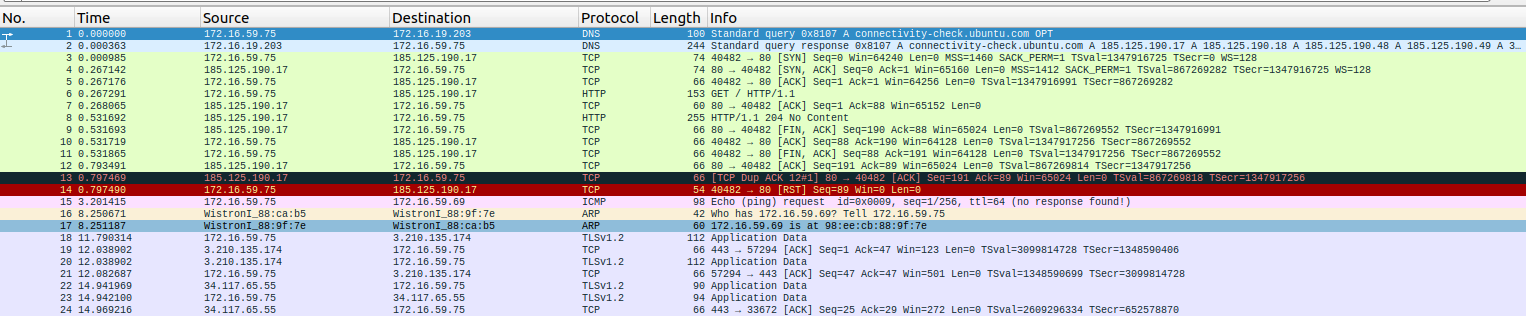 No. Time Source Destination Protocol Length Info
1 0.000000 172.16.59.75 172.16.19.203 DNS 100 Standard query 0x8107 A connectivity-check.ubuntu.com OPT
2 0.000363 172.16.19.203 172.16.59.75 DNS 244 Standard query response 0x8107 A connectivity-check.ubuntu.com A 185.125.190.17 A 185.125.190.18 A 185.125.190.48 A 185.125.190.49 A 3…
3 0.000985 172.16.59.75 185.125.190.17 TCP 74 40482 → 80 [SYN] Seq=0 Win=64240 Len=0 MSS=1460 SACK_PERM=1 TSval=1347916725 TSecr=0 WS=128
4 0.267142 185.125.190.17 172.16.59.75 TCP 74 80 → 40482 [SYN, ACK] Seq=0 Ack=1 Win=65160 Len=0 MSS=1412 SACK_PERM=1 TSval=867269282 TSecr=1347916725 WS=128
5 0.267176 172.16.59.75 185.125.190.17 TCP 66 40482 → 80 [ACK] Seq=1 Ack=1 Win=64256 Len=0 TSval=1347916991 TSecr=867269282
6 0.267291 172.16.59.75 185.125.190.17 HTTP 153 GET / HTTP/1.1
7 0.268065 185.125.190.17 172.16.59.75 TCP 60 80 → 40482 [ACK] Seq=1 Ack=88 Win=65152 Len=0
8 0.531692 185.125.190.17 172.16.59.75 HTTP 255 HTTP/1.1 204 No Content
9 0.531693 185.125.190.17 172.16.59.75 TCP 66 80 → 40482 [FIN, ACK] Seq=190 Ack=88 Win=65024 Len=0 TSval=867269552 TSecr=1347916991
10 0.531719 172.16.59.75 185.125.190.17 TCP 66 40482 → 80 [ACK] Seq=88 Ack=190 Win=64128 Len=0 TSval=1347917256 TSecr=867269552
11 0.531865 172.16.59.75 185.125.190.17 TCP 66 40482 → 80 [FIN, ACK] Seq=88 Ack=191 Win=64128 Len=0 TSval=1347917256 TSecr=867269552
12 0.793491 185.125.190.17 172.16.59.75 TCP 66 80 → 40482 [ACK] Seq=191 Ack=89 Win=65024 Len=0 TSval=867269814 TSecr=1347917256
13 0.797469 185.125.190.17 172.16.59.75 TCP 66 [TCP Dup ACK 12#1] 80 → 40482 [ACK] Seq=191 Ack=89 Win=65024 Len=0 TSval=867269818 TSecr=1347917256
14 0.797490 172.16.59.75 185.125.190.17 TCP 54 40482 → 80 [RST] Seq=89 Win=0 Len=0
15 3.201415 172.16.59.75 172.16.59.69 ICMP 98 Echo (ping) request id=0x0009, seq=1/256, ttl=64 (no response found!)
16 8.250671 WistronI_88:ca:b5 WistronI_88:9f:7e ARP 42 Who has 172.16.59.69? Tell 172.16.59.75
17 8.251187 WistronI_88:9f:7e WistronI_88:ca:b5 ARP 60 172.16.59.69 is at 98:ee:cb:88:9f:7e
18 11.790314 172.16.59.75 3.210.135.174 TLSv1.2 112 Application Data
19 12.038902 3.210.135.174 172.16.59.75 TCP 66 443 → 57294 [ACK] Seq=1 Ack=47 Win=123 Len=0 TSval=3099814728 TSecr=1348590406
20 12.038902 3.210.135.174 172.16.59.75 TLSv1.2 112 Application Data
21 12.082687 172.16.59.75 3.210.135.174 TCP 66 57294 → 443 [ACK] Seq=47 Ack=47 Win=501 Len=0 TSval=1348590699 TSecr=3099814728
22 14.941969 34.117.65.55 172.16.59.75 TLSv1.2 90 Application Data
23 14.942100 172.16.59.75 34.117.65.55 TLSv1.2 94 Application Data
24 14.969216 34.117.65.55 172.16.59.75 TCP 66 443 → 33672 [ACK] Seq=25 Ack=29 Win=272 Len=0 TSval=2609296334 TSecr=652578870